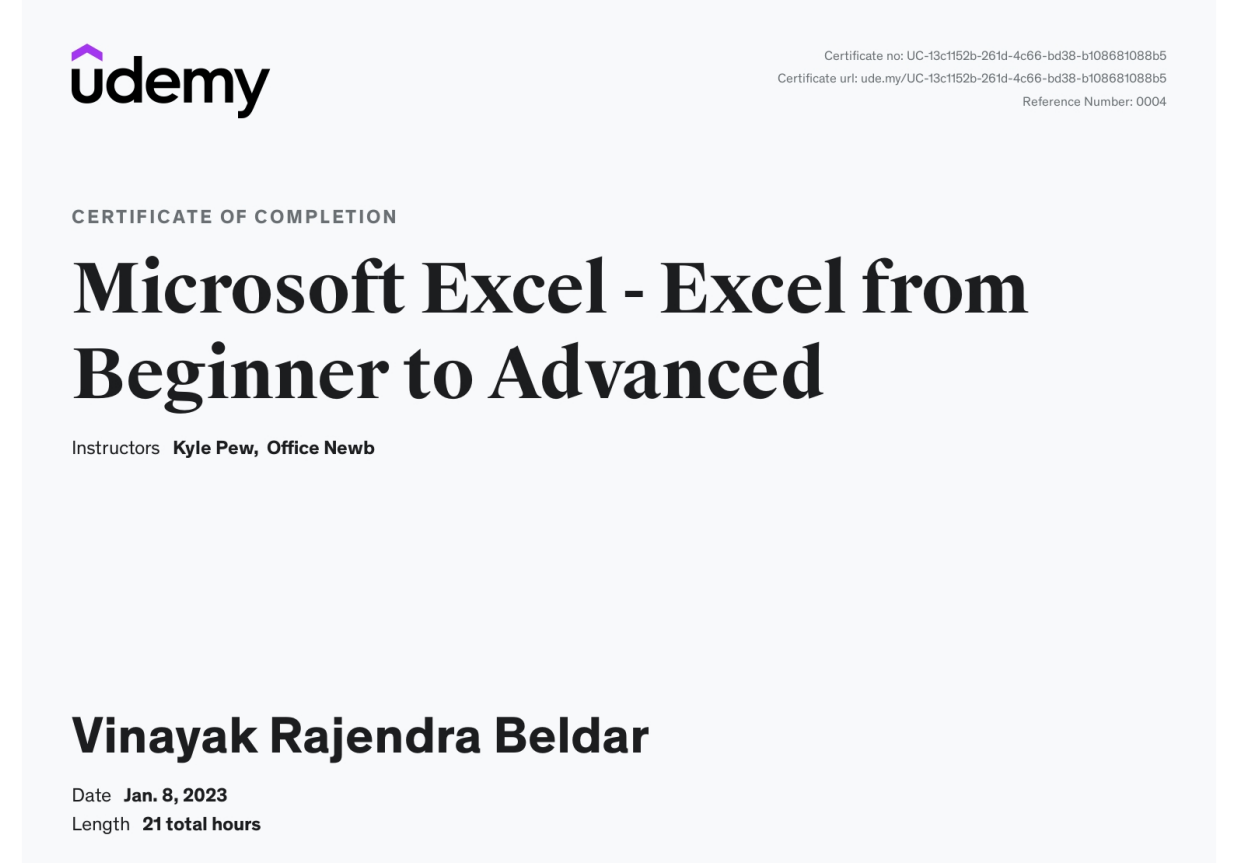 udemy
Certificate no: UC-13c1152b-261d-4c66-bd38-b108681088b5
Certificate url: ude.my/UC-13c1152b-261d-4c66-bd38-b108681088b5
Reference Number: 0004
CERTIFICATE OF COMPLETION
Microsoft Excel - Excel from
Beginner to Advanced
Instructors Kyle Pew, Office Newb
Vinayak Rajendra Beldar
Date Jan. 8, 2023
Length 21 total hours